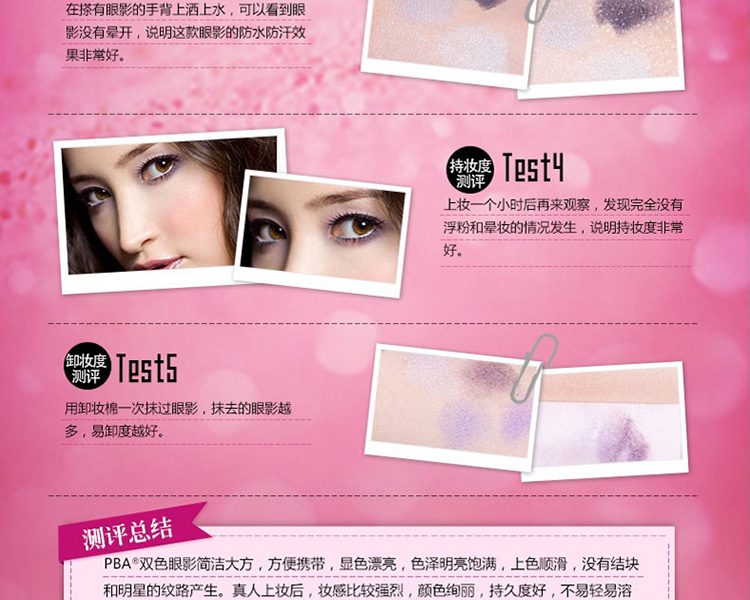 在搽有眼影的手背上洒上水，可以看到眼
影没有晕开，说明这款眼影的防水防汗效
果非常好。
持妆度
测评
Test4
上妆一个小时后再来观察，发现完全没有
浮粉和晕妆的情况发生，说明持妆度非常
好。
卸妆度
测评
Test5
用卸妆棉一次抹过眼影，抹去的眼影越
多，易卸度越好。
测评总结
PBA®双色眼影简洁大方，方便携带，显色漂亮，色泽明亮饱满，上色顺滑，没有结块
和明星的纹路产生。真人上妆后，妆感比较强烈，颜色绚丽，持久度好，不易轻易溶